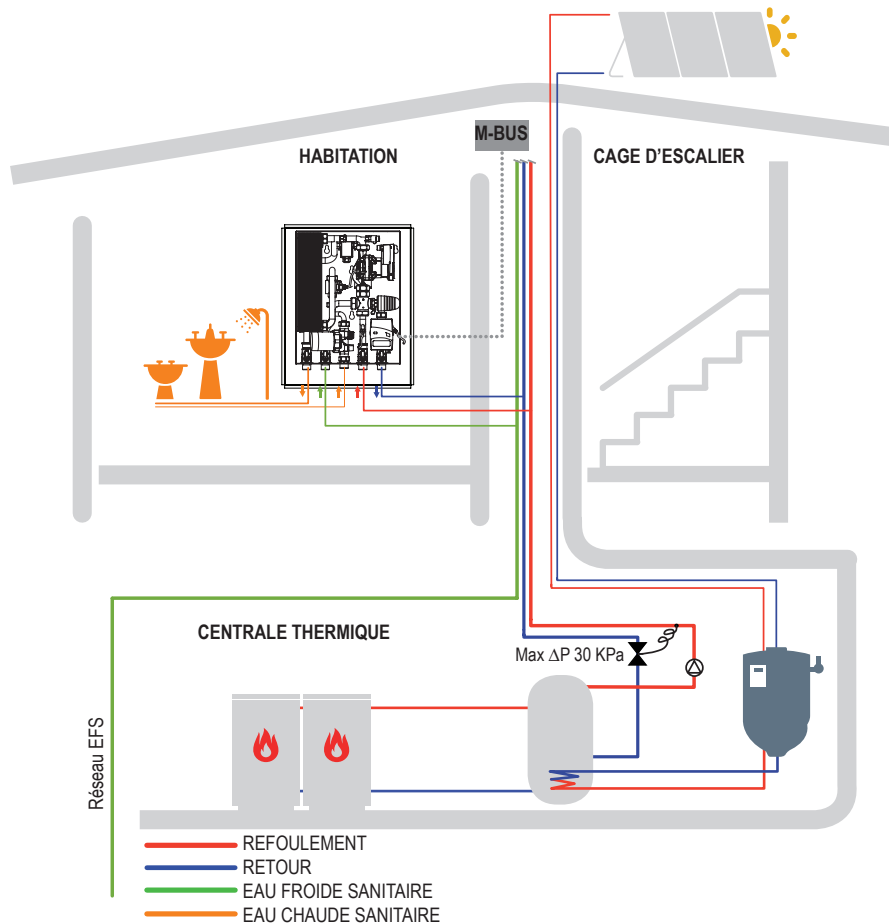 M-BUS
HABITATION
CAGE D'ESCALIER
CENTRALE THERMIQUE
Max ΔP 30 KPa
Réseau EFS
REFOULEMENT
RETOUR
EAU FROIDE SANITAIRE
EAU CHAUDE SANITAIRE